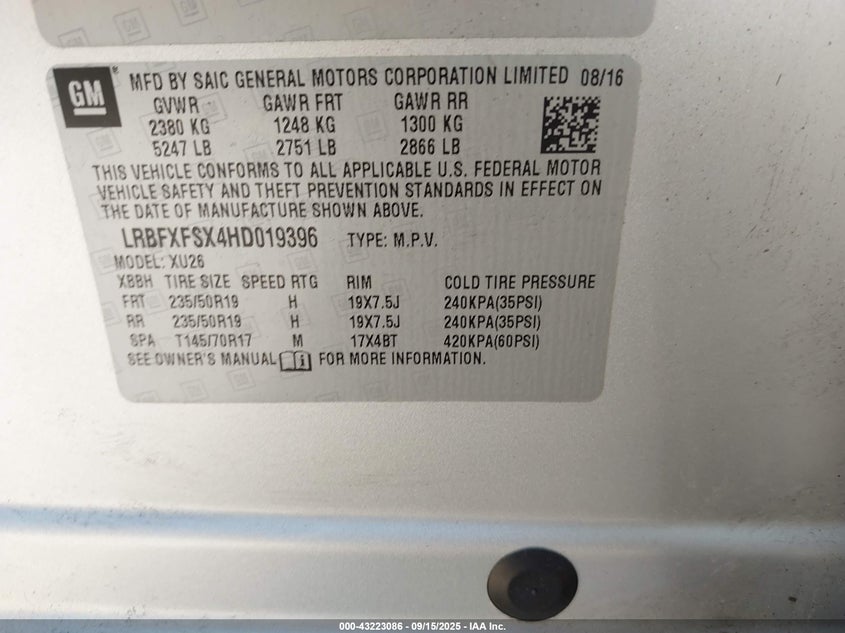 GM ® MFD BY SAIC GENERAL MOTORS CORPORATION LIMITED 08/16
GVWR GAWR FRT GAWR RR
2380 KG 1248 KG 1300 KG
5247 LB 2751 LB 2866 LB
THIS VEHICLE CONFORMS TO ALL APPLICABLE U.S. FEDERAL MOTOR
VEHICLE SAFETY AND THEFT PREVENTION STANDARDS IN EFFECT ON
THE DATE OF MANUFACTURE SHOWN ABOVE.
LRBFXFSX4HD019396 TYPE: M.P.V.
MODEL: XU26
XBBH TIRE SIZE SPEED RTG RIM COLD TIRE PRESSURE
FRT 235/50R19 H 19X7.5J 240KPA(35PSI)
RR 235/50R19 H 19X7.5J 240KPA(35PSI)
SPA T145/70R17 M 17X4BT 420KPA(60PSI)
SEE OWNER'S MANUAL FOR MORE INFORMATION.
000-43223086 - 09/15/2025 - IAA Inc.